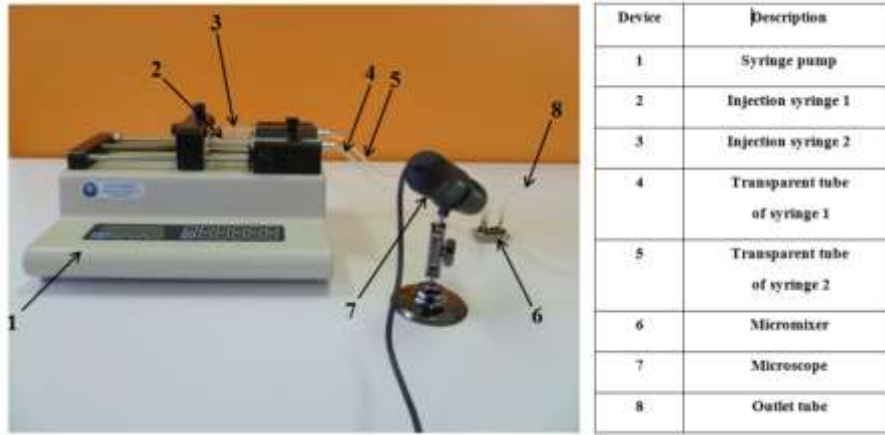 3
2
4
5
8
1
7
6
Device Description
1 Syringe pump
2 Injection syringe 1
3 Injection syringe 2
4 Transparent tube
of syringe 1
5 Transparent tube
of syringe 2
6 Micromixer
7 Microscope
8 Outlet tube